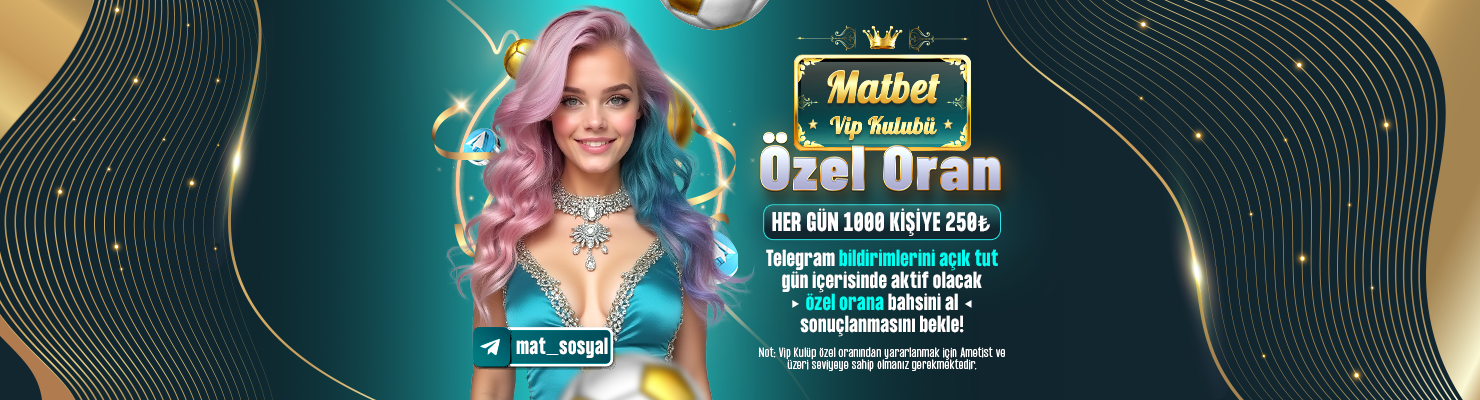 Matbet
Vip Kulubü
Özel Oran
HER GÜN 1000 KİŞİYE 250₺
Telegram bildirimlerini açık tut
gün içerisinde aktif olacak
özel orana bahsini al
sonuçlanmasını bekle!
Not: Vip Kulüp özel oranından yararlanmak için Ametist ve
üzeri seviyeye sahip olmanız gerekmektedir.
mat_sosyal